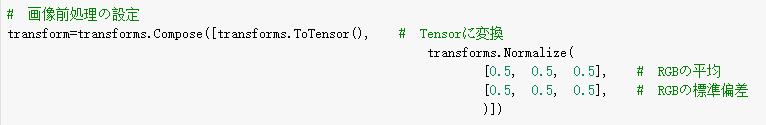 # 画像前処理の設定
transform=transforms.Compose([transforms.ToTensor(), # Tensorに変換
transforms.Normalize(
[0.5, 0.5, 0.5], # RGBの平均
[0.5, 0.5, 0.5], # RGBの標準偏差
)])